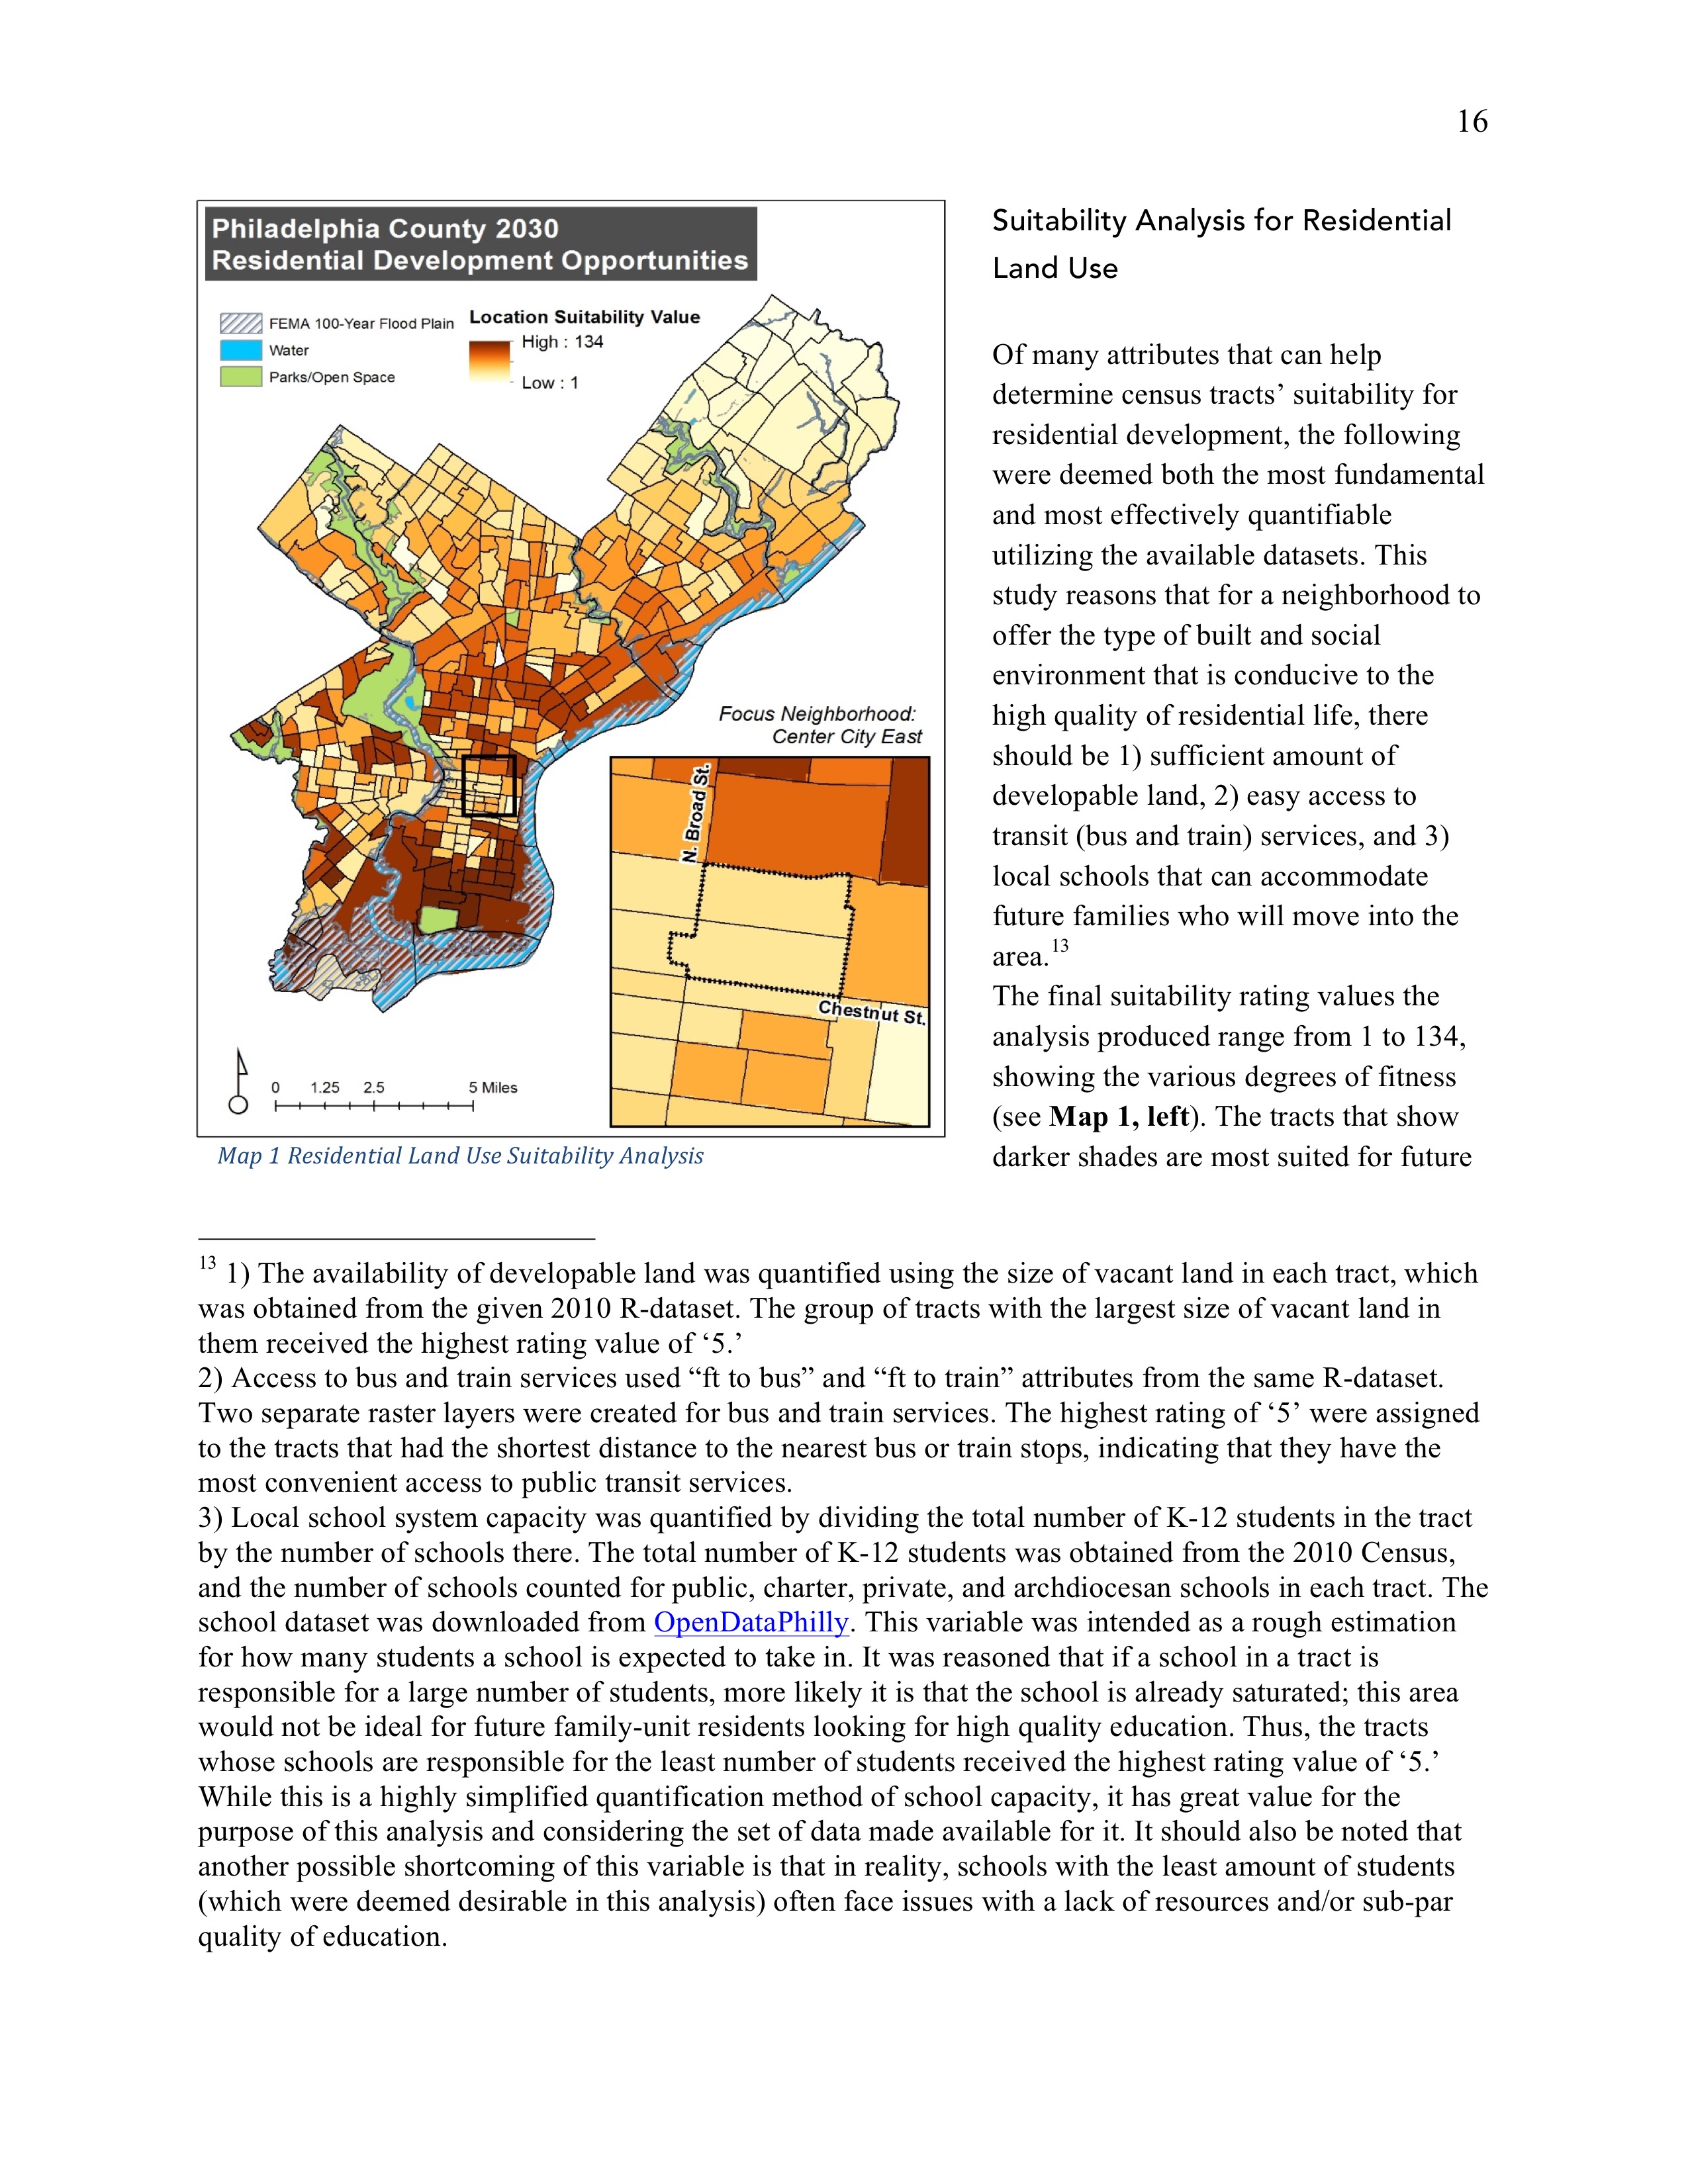 16
Philadelphia County 2030
Residential Development Opportunities
FEMA 100-Year Flood Plain
Water
Parks/Open Space
Location Suitability Value
High : 134
Low : 1
Focus Neighborhood:
Center City East
N. Broad St.
Chestnut St.
0 1.25 2.5 5 Miles
Map 1 Residential Land Use Suitability Analysis
Suitability Analysis for Residential
Land Use
Of many attributes that can help
determine census tracts’ suitability for
residential development, the following
were deemed both the most fundamental
and most effectively quantifiable
utilizing the available datasets. This
study reasons that for a neighborhood to
offer the type of built and social
environment that is conducive to the
high quality of residential life, there
should be 1) sufficient amount of
developable land, 2) easy access to
transit (bus and train) services, and 3)
local schools that can accommodate
future families who will move into the
area.13
The final suitability rating values the
analysis produced range from 1 to 134,
showing the various degrees of fitness
(see Map 1, left). The tracts that show
darker shades are most suited for future
13 1) The availability of developable land was quantified using the size of vacant land in each tract, which
was obtained from the given 2010 R-dataset. The group of tracts with the largest size of vacant land in
them received the highest rating value of ‘5.’
2) Access to bus and train services used “ft to bus” and “ft to train” attributes from the same R-dataset.
Two separate raster layers were created for bus and train services. The highest rating of ‘5’ were assigned
to the tracts that had the shortest distance to the nearest bus or train stops, indicating that they have the
most convenient access to public transit services.
3) Local school system capacity was quantified by dividing the total number of K-12 students in the tract
by the number of schools there. The total number of K-12 students was obtained from the 2010 Census,
and the number of schools counted for public, charter, private, and archdiocesan schools in each tract. The
school dataset was downloaded from OpenDataPhilly. This variable was intended as a rough estimation
for how many students a school is expected to take in. It was reasoned that if a school in a tract is
responsible for a large number of students, more likely it is that the school is already saturated; this area
would not be ideal for future family-unit residents looking for high quality education. Thus, the tracts
whose schools are responsible for the least number of students received the highest rating value of ‘5.’
While this is a highly simplified quantification method of school capacity, it has great value for the
purpose of this analysis and considering the set of data made available for it. It should also be noted that
another possible shortcoming of this variable is that in reality, schools with the least amount of students
(which were deemed desirable in this analysis) often face issues with a lack of resources and/or sub-par
quality of education.